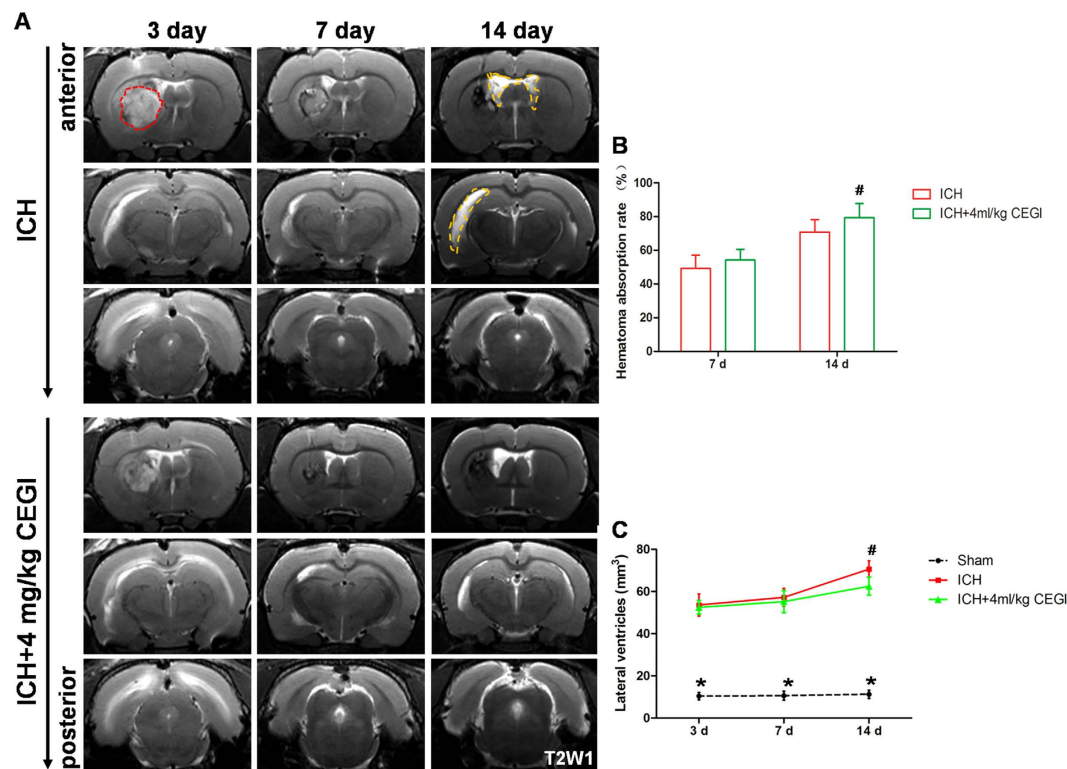 A
3 day 7 day 14 day
anterior
ICH
ICH+4 mg/kg CEGI
posterior
T2W1
B
Hematoma absorption rate (%)
100
80
60
40
20
0
#
7 d 14 d
ICH
ICH+4ml/kg CEGI
C
Lateral ventricles (mm³)
80
60
40
20
0
#
* * *
3 d 7 d 14 d
Sham
ICH
ICH+4ml/kg CEGI